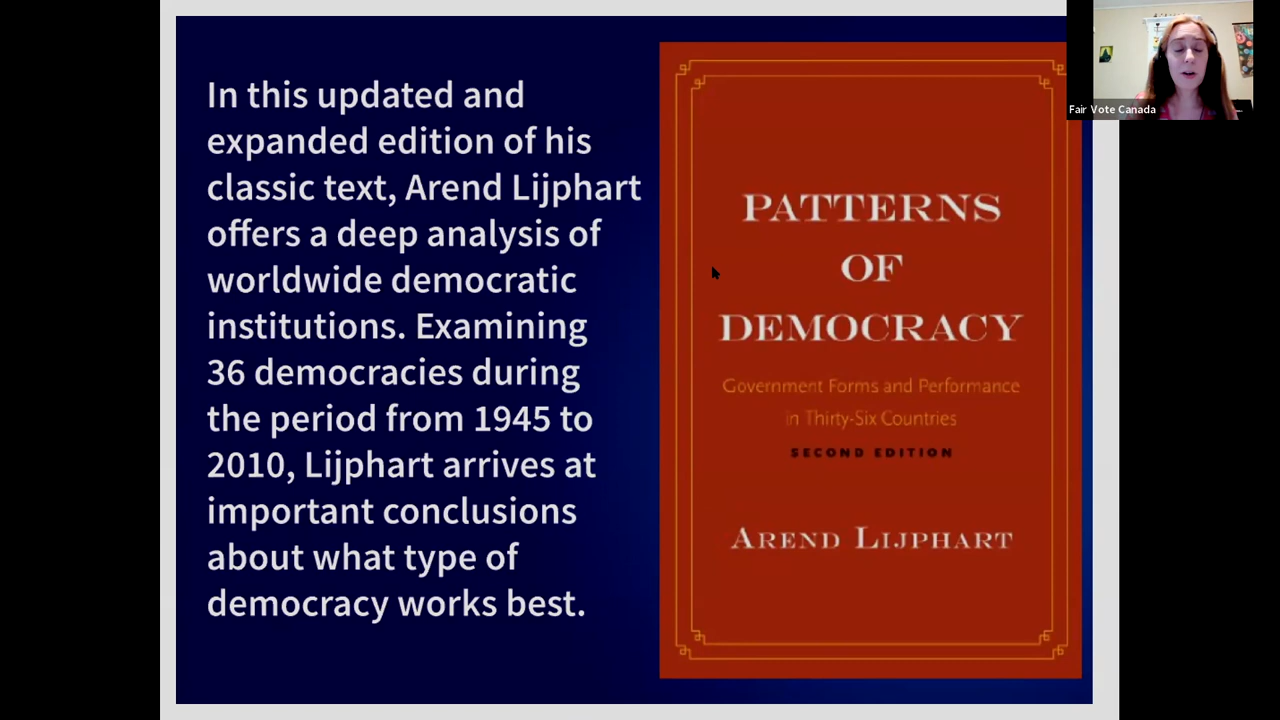 In this updated and
expanded edition of his
classic text, Arend Lijphart
offers a deep analysis of
worldwide democratic
institutions. Examining
36 democracies during
the period from 1945 to
2010, Lijphart arrives at
important conclusions
about what type of
democracy works best.
PATTERNS
OF
DEMOCRACY
Government Forms and Performance
in Thirty-Six Countries
SECOND EDITION
AREND LIJPHART
Fair Vote Canada